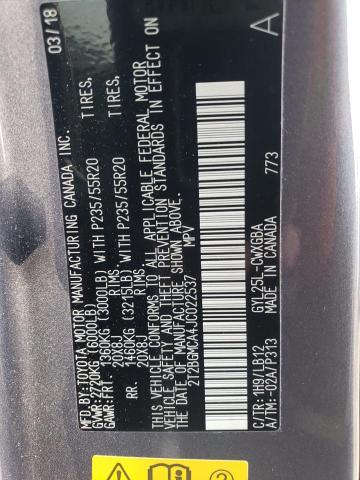 MFD.BY:TOYOTA MOTOR MANUFACTURING CANADA INC. 03/18
GVWR:2720KG(6000LB)
GAWR:FRT. 1360KG(3000LB) WITH P235/55R20 TIRES,
20X8J RIMS
RR. 1460KG(3215LB) WITH P235/55R20 TIRES,
20X8J RIMS
THIS VEHICLE CONFORMS TO ALL APPLICABLE FEDERAL MOTOR
VEHICLE SAFETY STANDARDS IN EFFECT ON
THE DATE OF MANUFACTURE SHOWN ABOVE.
2T2BGMCA4JC022537 MPV
A
C/TR:1H9/LB12 GYL25L-CWXGBA
A/TM:-02A/P313 MADE IN CANADA 773